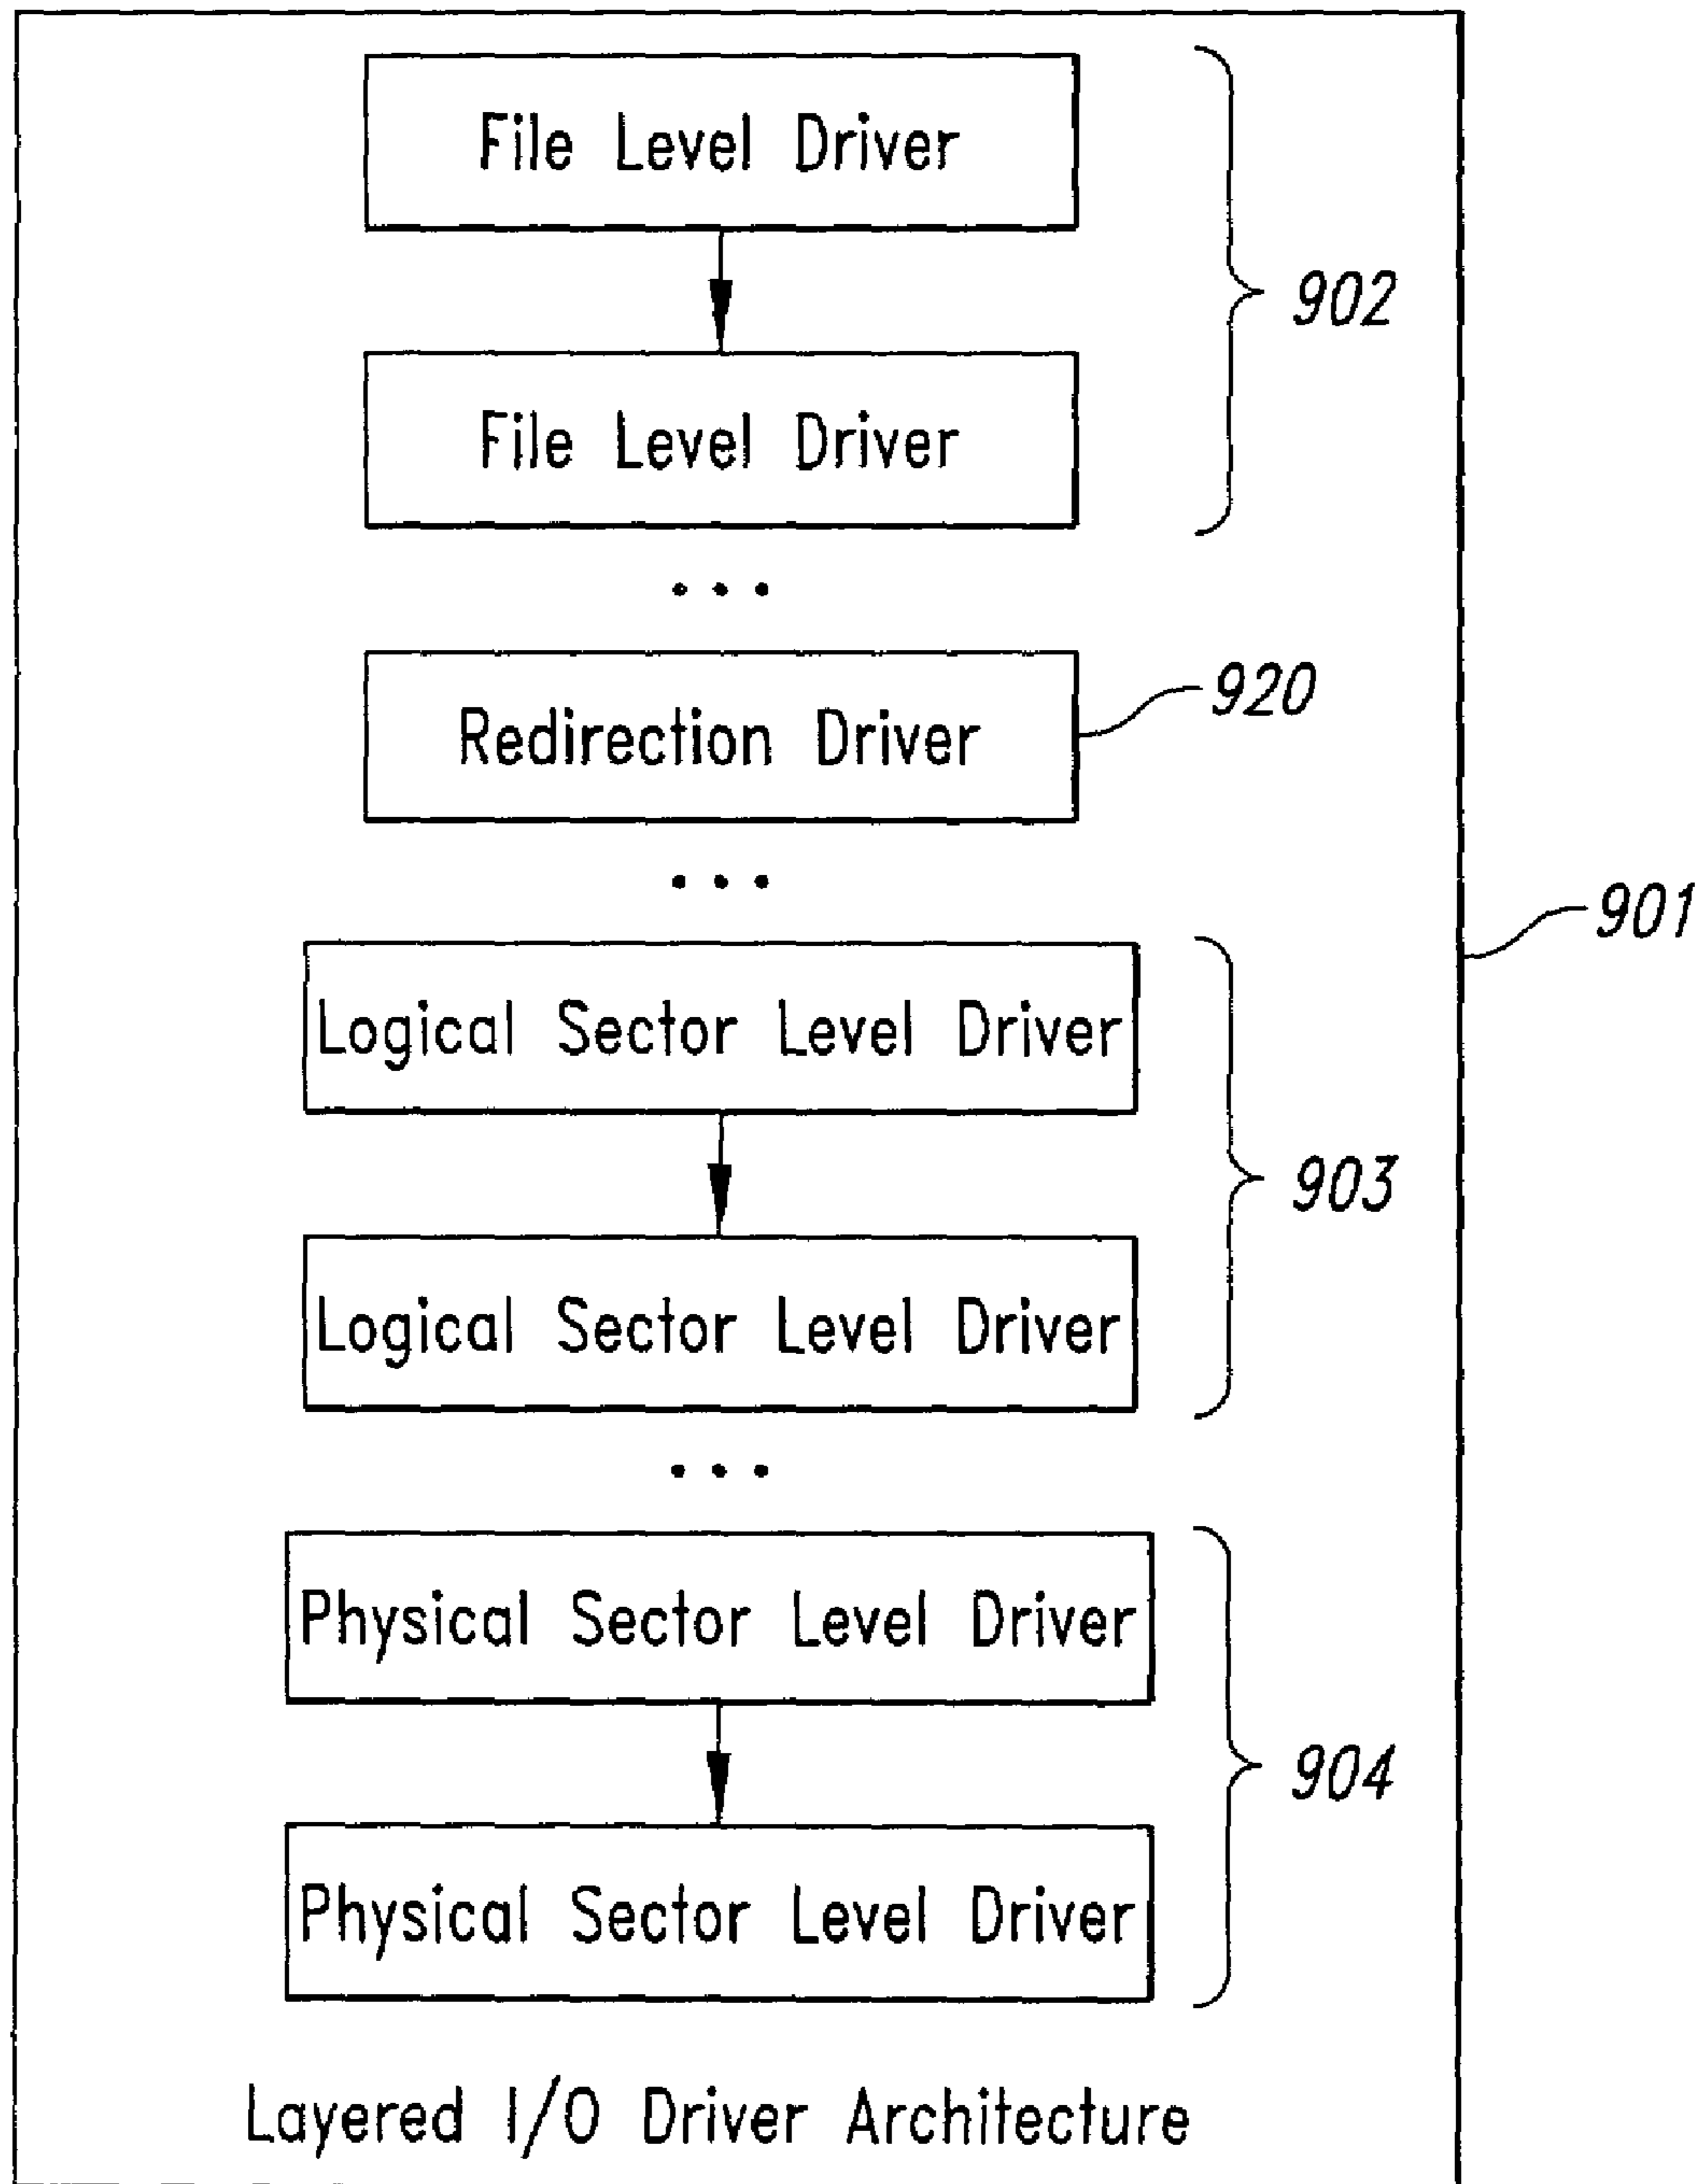 File Level Driver
902
File Level Driver
...
Redirection Driver
920
...
901
Logical Sector Level Driver
903
Logical Sector Level Driver
...
Physical Sector Level Driver
904
Physical Sector Level Driver
Layered I/O Driver Architecture